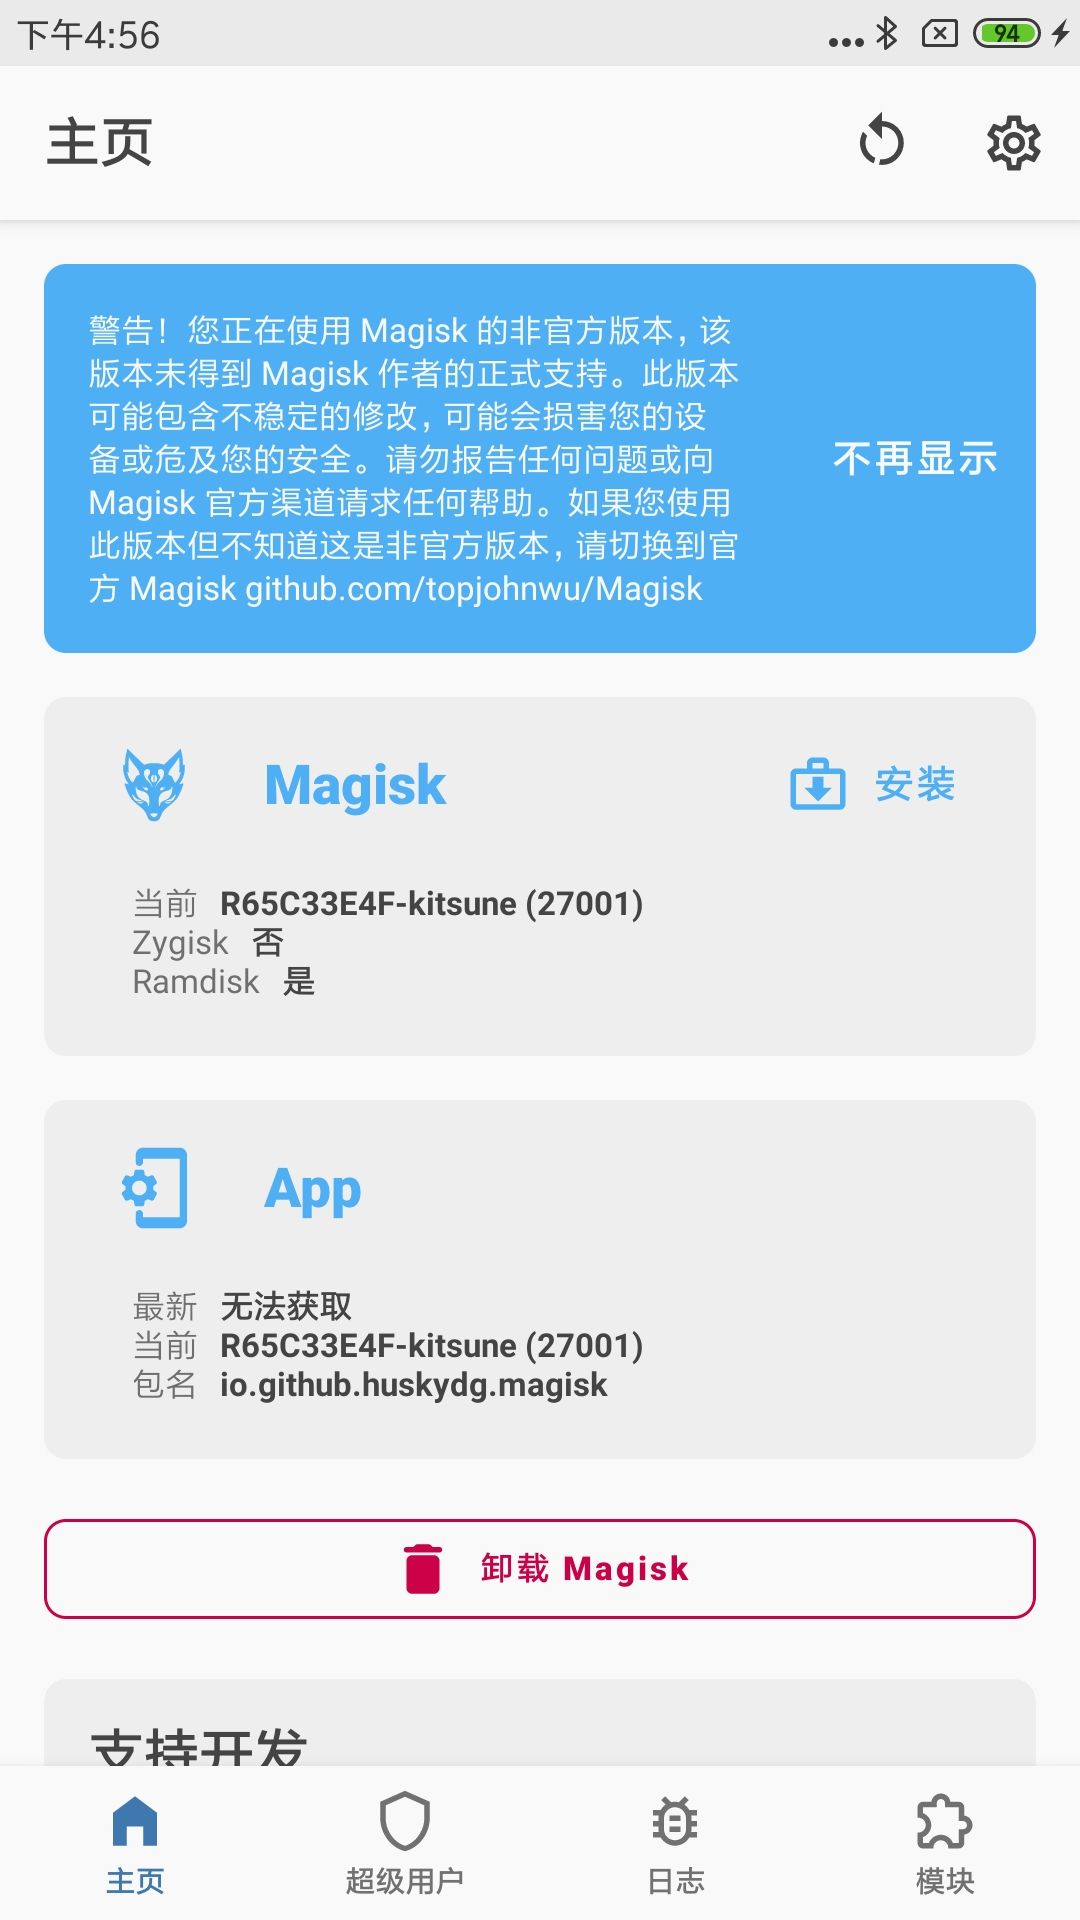 下午4:56
94
主页
警告！您正在使用 Magisk 的非官方版本，该
版本未得到 Magisk 作者的正式支持。此版本
可能包含不稳定的修改，可能会损害您的设
备或危及您的安全。请勿报告任何问题或向
Magisk 官方渠道请求任何帮助。如果您使用
此版本但不知道这是非官方版本，请切换到官
方 Magisk github.com/topjohnwu/Magisk
不再显示
Magisk
安装
当前 R65C33E4F-kitsune (27001)
Zygisk 否
Ramdisk 是
App
最新 无法获取
当前 R65C33E4F-kitsune (27001)
包名 io.github.huskydg.magisk
卸载 Magisk
支持开发
主页
超级用户
日志
模块